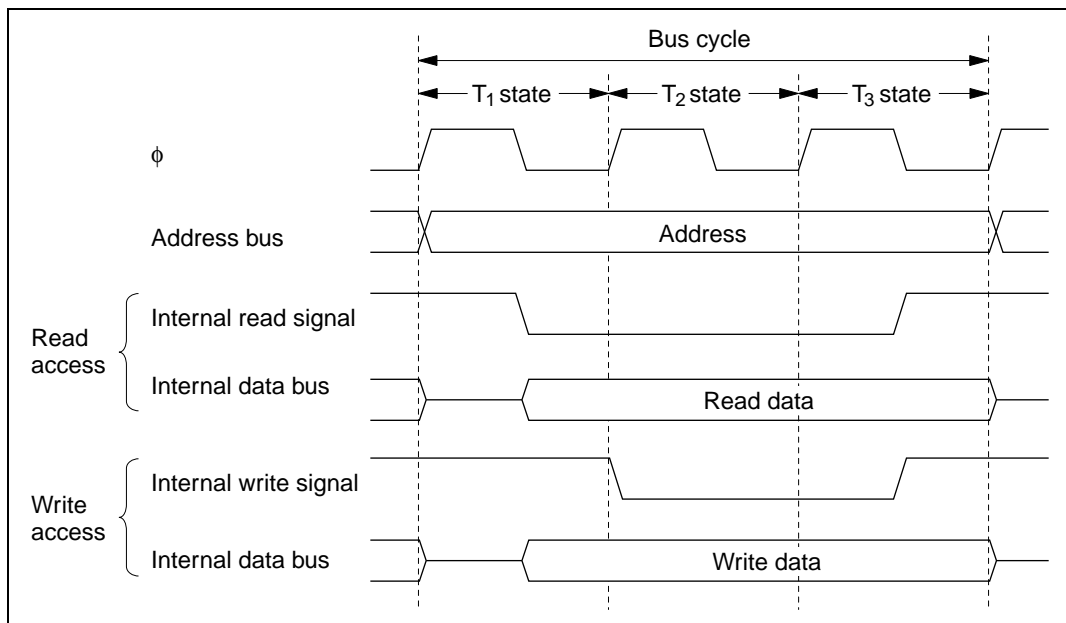 Bus cycle
T1 state T2 state T3 state
ϕ
Address bus Address
Read
access
Internal read signal
Internal data bus Read data
Write
access
Internal write signal
Internal data bus Write data